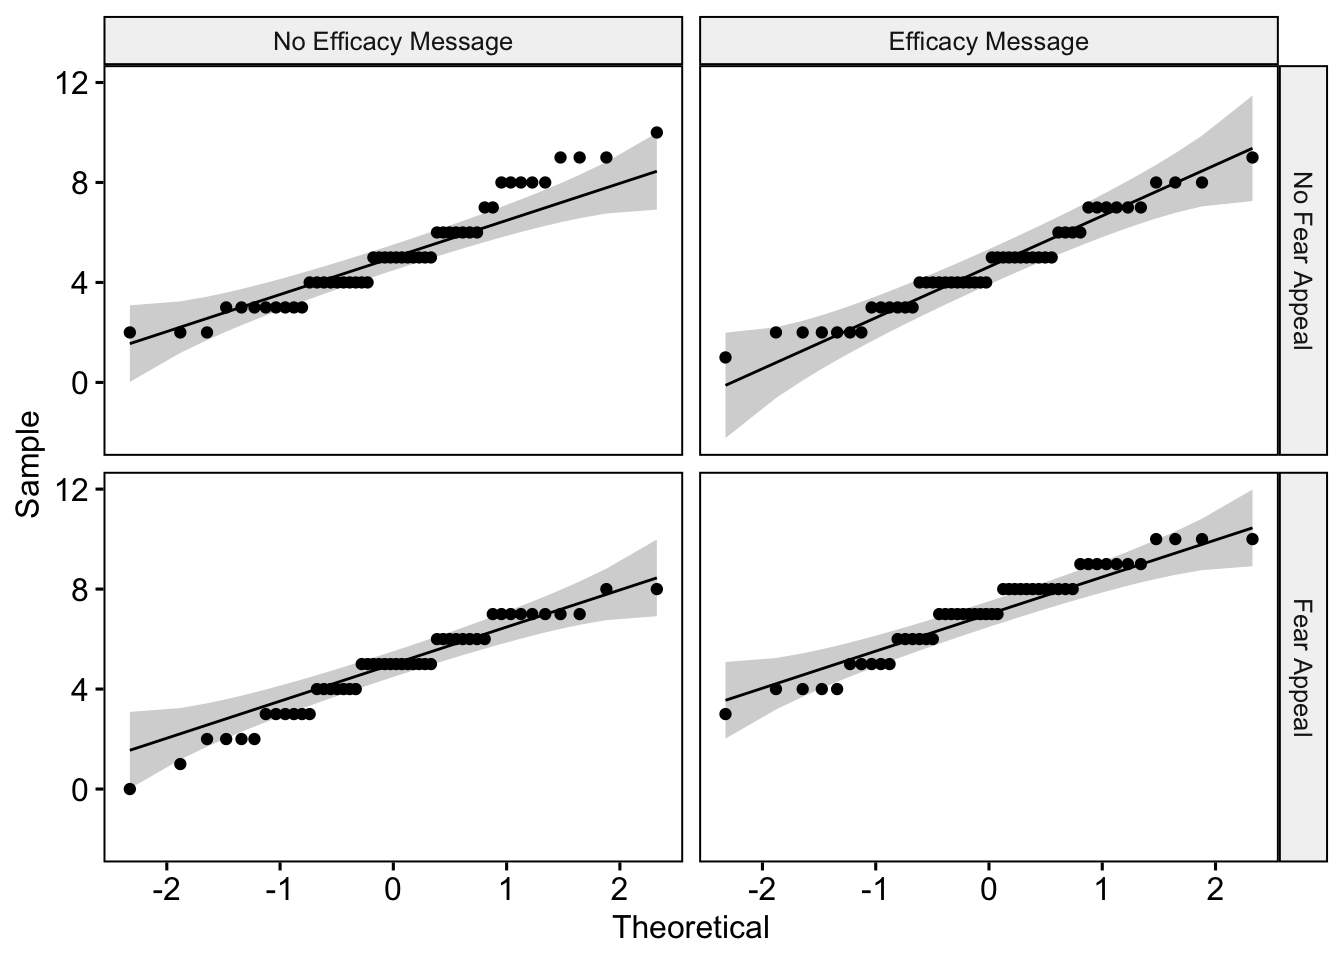 No Efficacy Message
Efficacy Message
12
8
4
0
No Fear Appeal
Sample
12
8
4
0
Fear Appeal
-2 -1 0 1 2
-2 -1 0 1 2
Theoretical